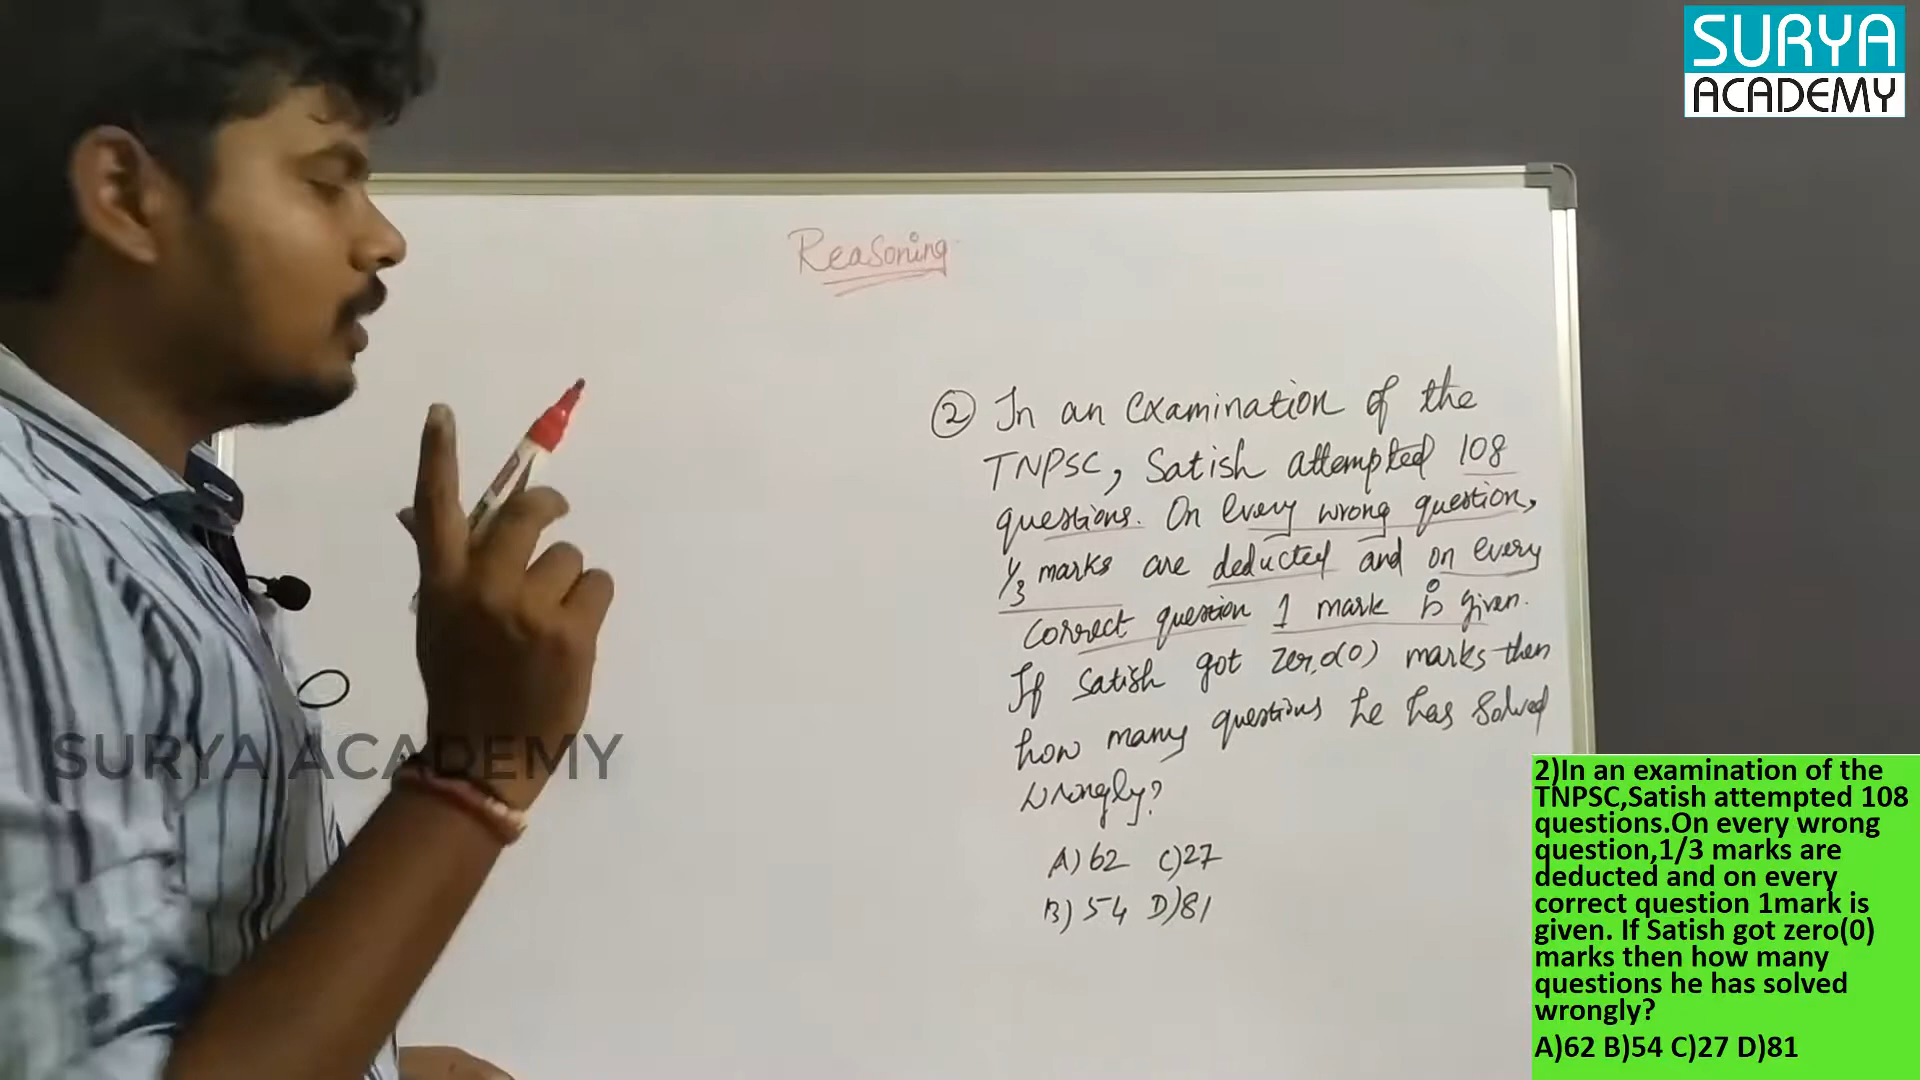 SURYA
ACADEMY
Reasoning
② In an examination of the
TNPSC, Satish attempted 108
questions. On every wrong question,
1/3 marks are deducted and on every
correct question 1 mark is given.
If Satish got zero(0) marks then
how many questions he has solved
wrongly?
A) 62 C) 27
B) 54 D) 81
SURYA ACADEMY
2)In an examination of the
TNPSC,Satish attempted 108
questions.On every wrong
question,1/3 marks are
deducted and on every
correct question 1mark is
given. If Satish got zero(0)
marks then how many
questions he has solved
wrongly?
A)62 B)54 C)27 D)81